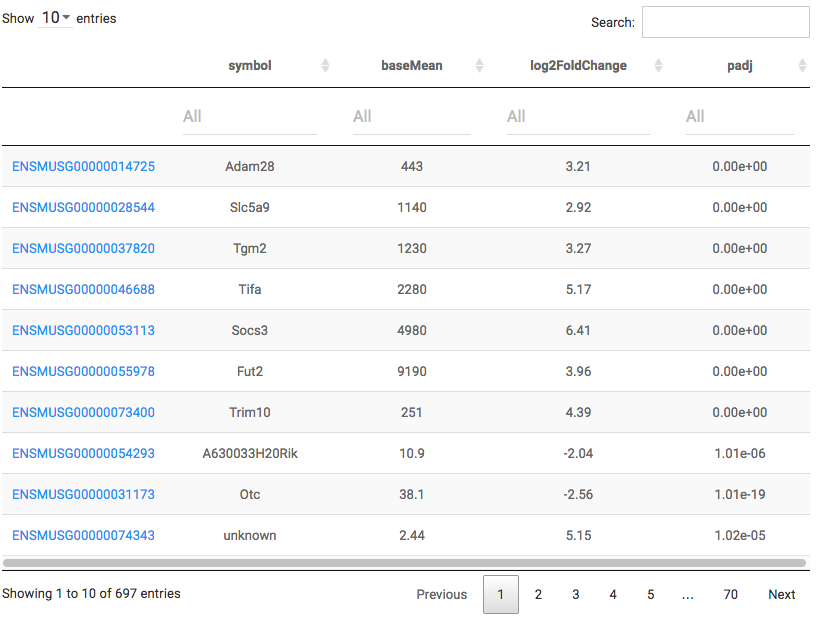 Show 10 entries Search:
symbol baseMean log2FoldChange padj
All All All All
ENSMUSG00000014725 Adam28 443 3.21 0.00e+00
ENSMUSG00000028544 Slc5a9 1140 2.92 0.00e+00
ENSMUSG00000037820 Tgm2 1230 3.27 0.00e+00
ENSMUSG00000046688 Tifa 2280 5.17 0.00e+00
ENSMUSG00000053113 Socs3 4980 6.41 0.00e+00
ENSMUSG00000055978 Fut2 9190 3.96 0.00e+00
ENSMUSG00000073400 Trim10 251 4.39 0.00e+00
ENSMUSG00000054293 A630033H20Rik 10.9 -2.04 1.01e-06
ENSMUSG00000031173 Otc 38.1 -2.56 1.01e-19
ENSMUSG00000074343 unknown 2.44 5.15 1.02e-05
Showing 1 to 10 of 697 entries Previous 1 2 3 4 5 ... 70 Next